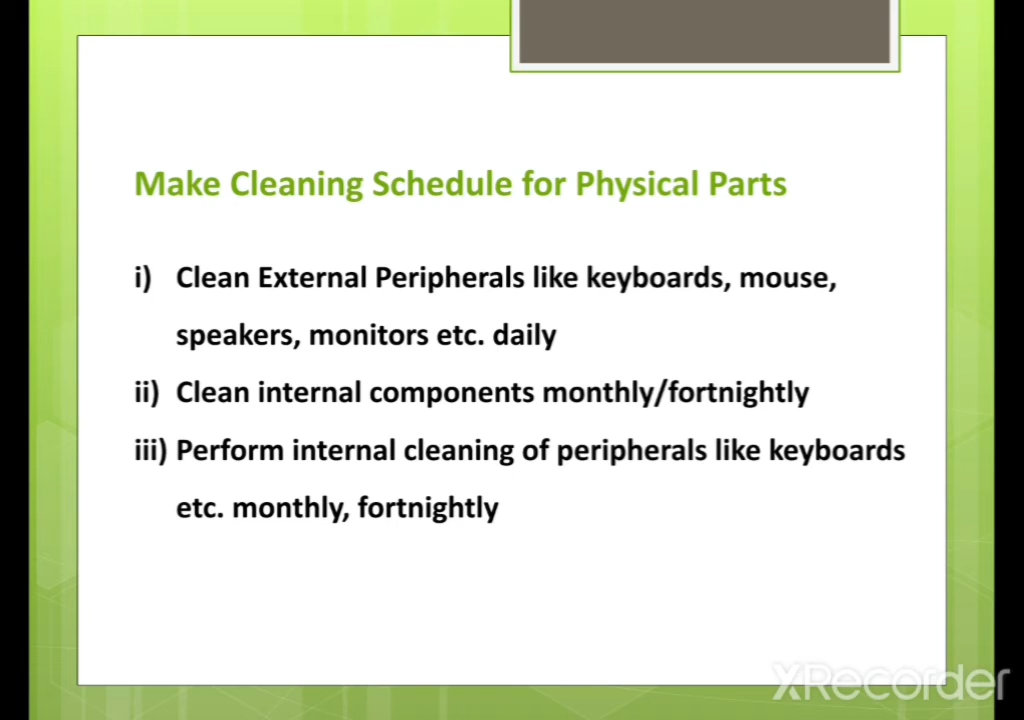 Make Cleaning Schedule for Physical Parts
i) Clean External Peripherals like keyboards, mouse,
speakers, monitors etc. daily
ii) Clean internal components monthly/fortnightly
iii) Perform internal cleaning of peripherals like keyboards
etc. monthly, fortnightly
XRecorder